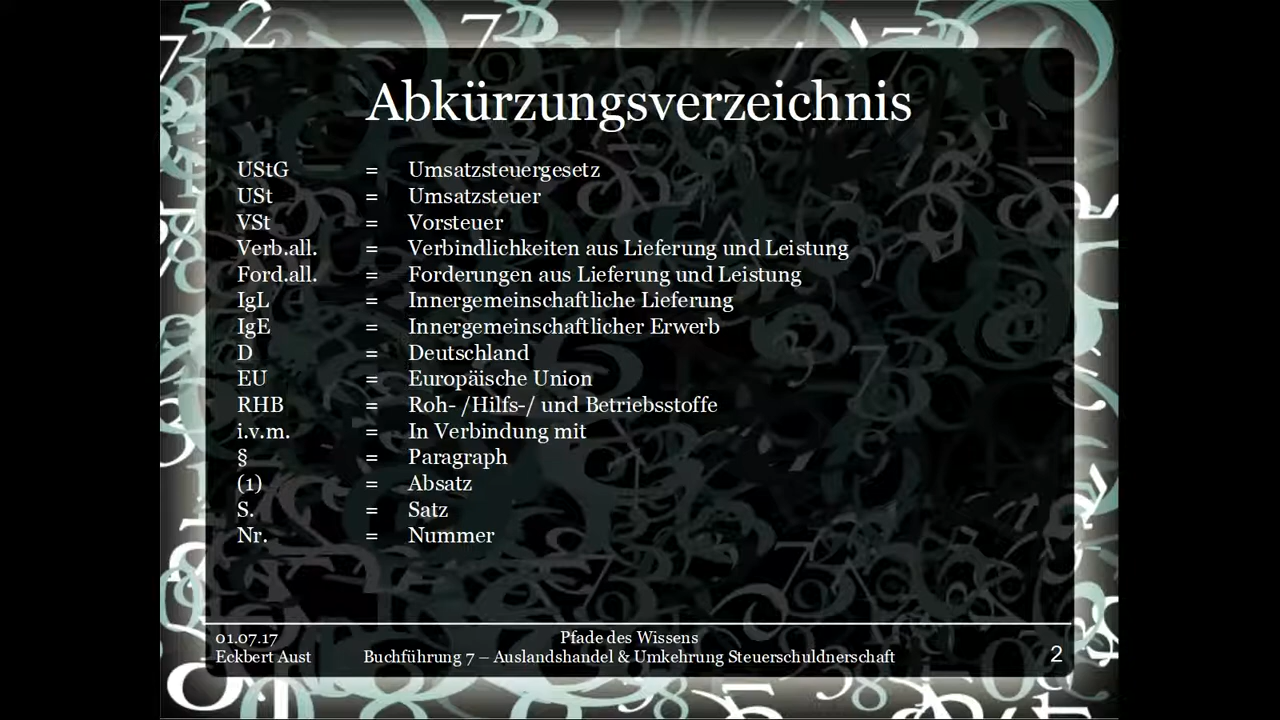 Abkürzungsverzeichnis
UStG = Umsatzsteuergesetz
USt = Umsatzsteuer
VSt = Vorsteuer
Verb.all. = Verbindlichkeiten aus Lieferung und Leistung
Ford.all. = Forderungen aus Lieferung und Leistung
IgL = Innergemeinschaftliche Lieferung
IgE = Innergemeinschaftlicher Erwerb
D = Deutschland
EU = Europäische Union
RHB = Roh- /Hilfs-/ und Betriebsstoffe
i.v.m. = In Verbindung mit
§ = Paragraph
(1) = Absatz
S. = Satz
Nr. = Nummer
01.07.17 Pfade des Wissens
Eckbert Aust Buchführung 7 – Auslandshandel & Umkehrung Steuerschuldnerschaft 2